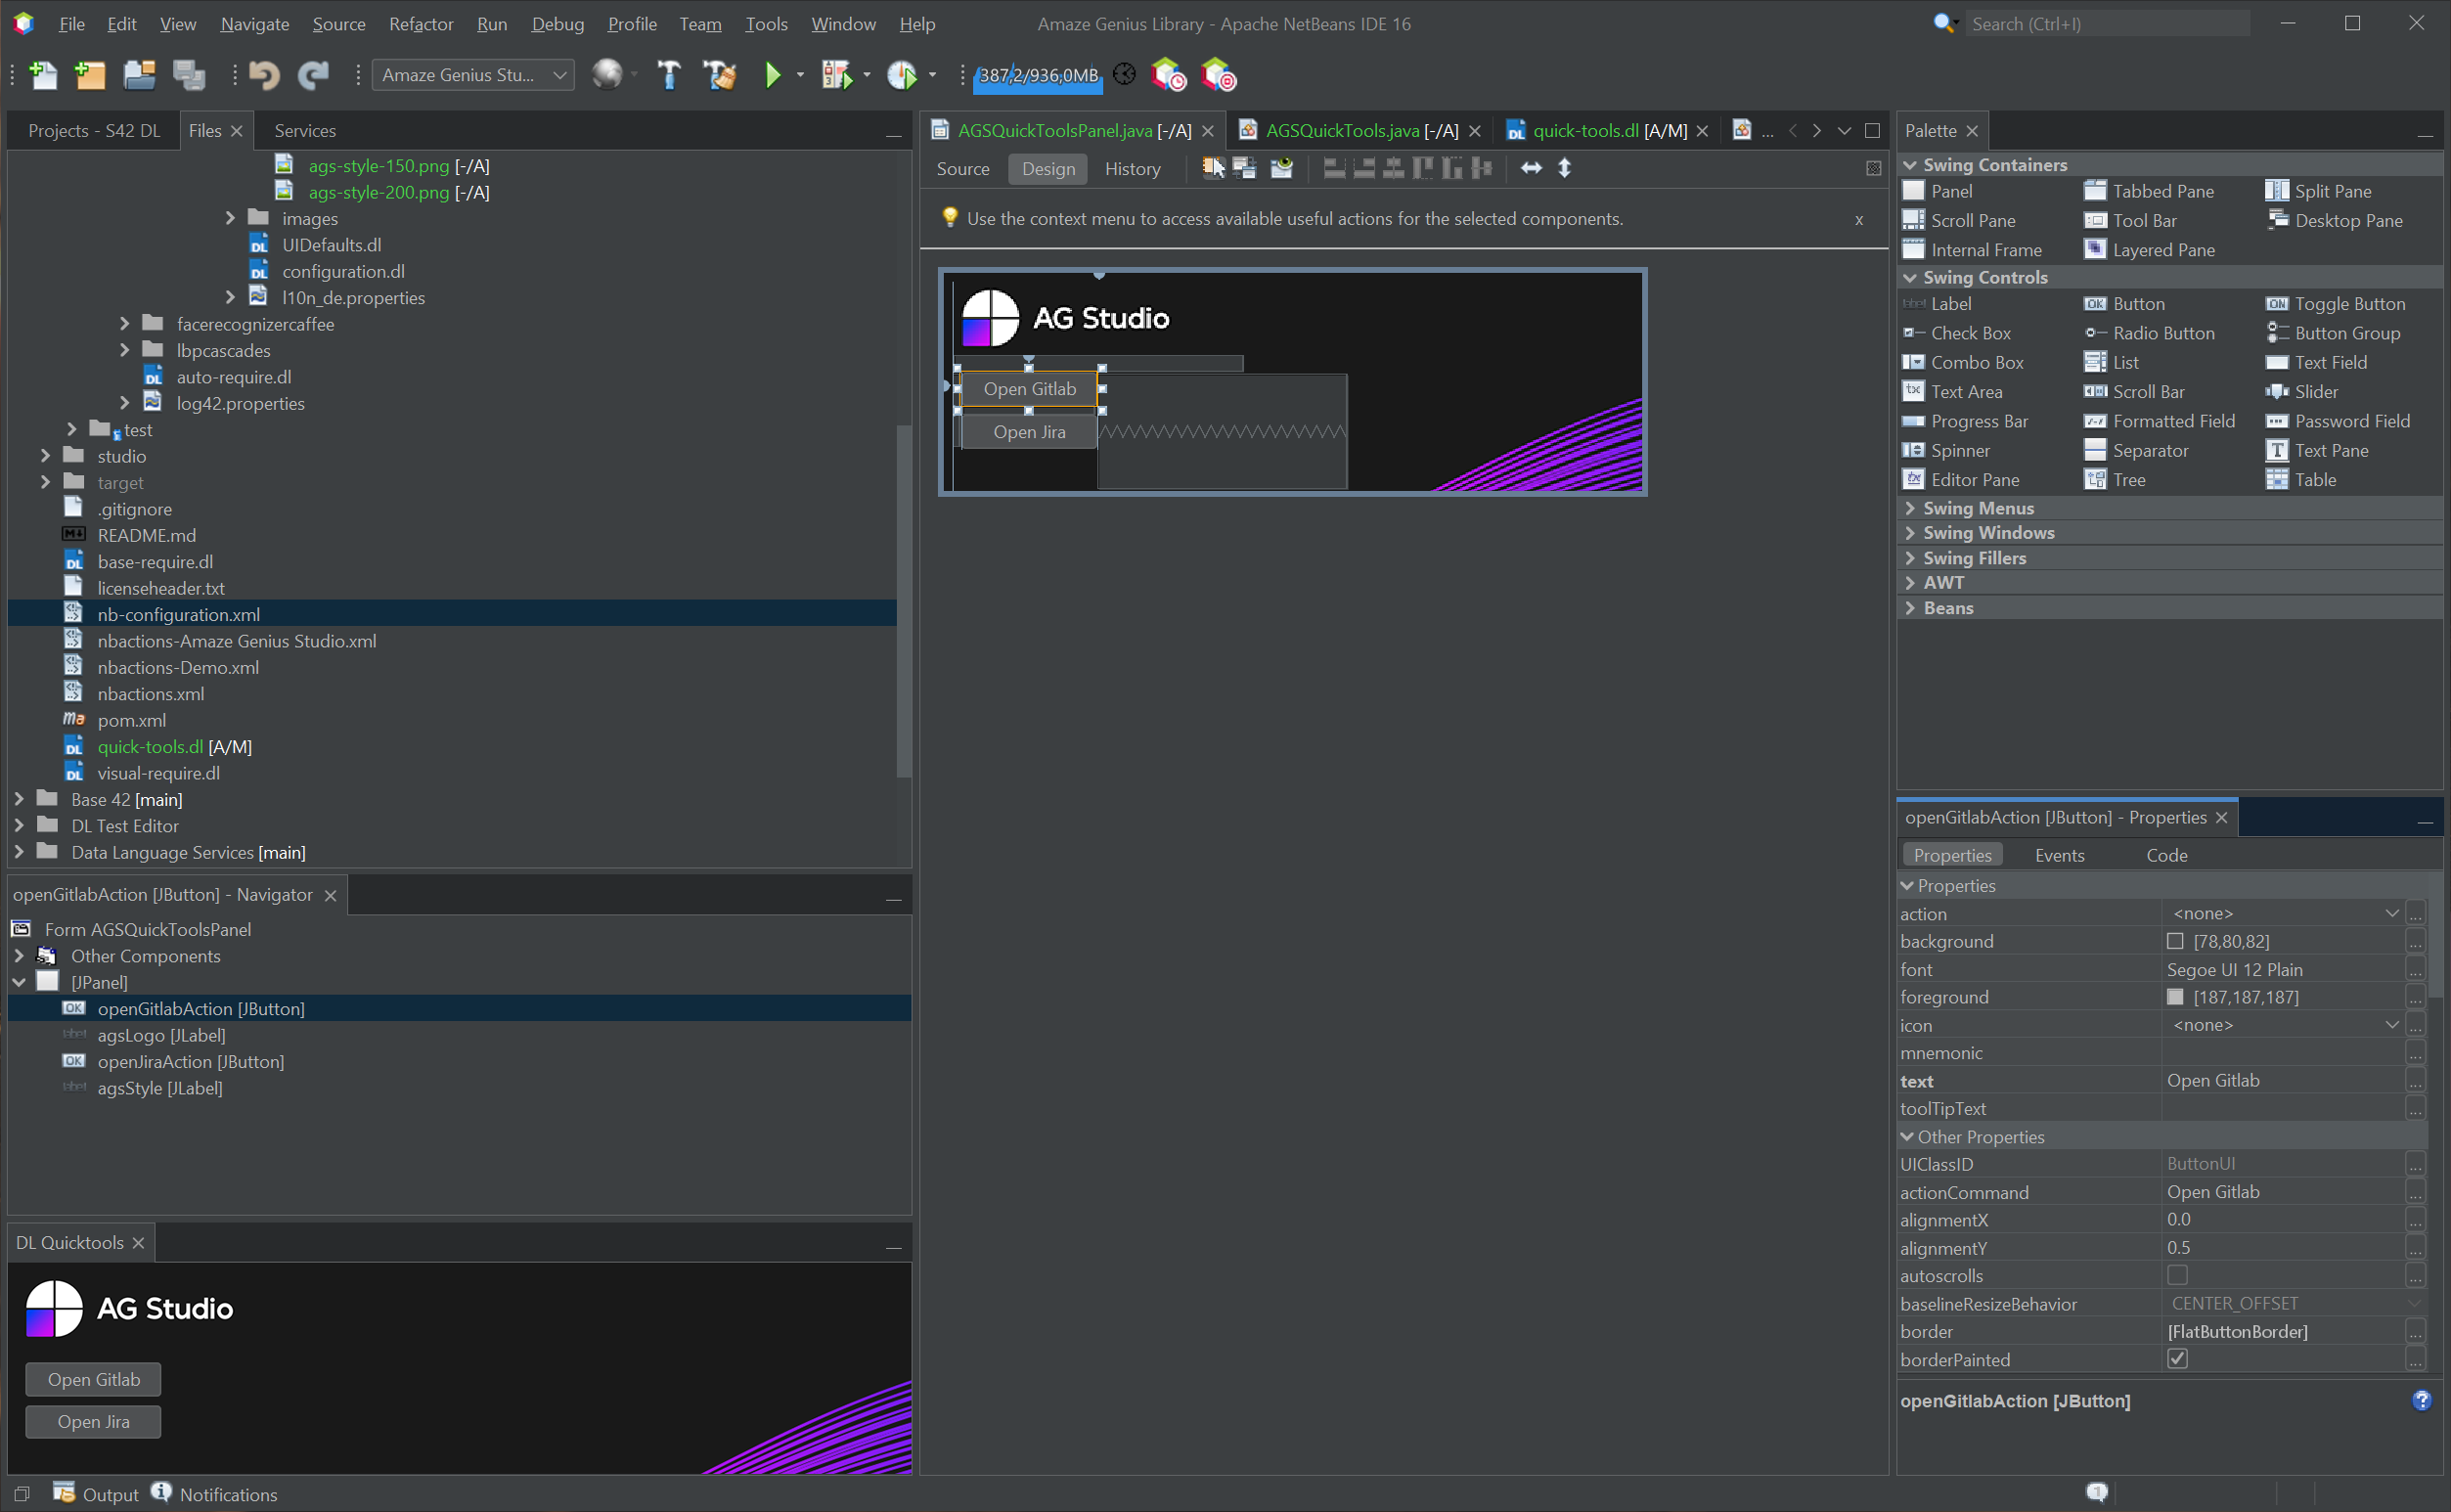 File Edit View Navigate Source Refactor Run Debug Profile Team Tools Window Help
Amaze Genius Library - Apache NetBeans IDE 16
Search (Ctrl+I)
Amaze Genius Stu...
387,2/936,0MB
Projects - S42 DL
Files
Services
ags-style-150.png [-/A]
ags-style-200.png [-/A]
images
UIDefaults.dl
configuration.dl
l10n_de.properties
facerecognizercaffee
lbpcascades
auto-require.dl
log42.properties
test
studio
target
.gitignore
README.md
base-require.dl
licenseheader.txt
nb-configuration.xml
nbactions-Amaze Genius Studio.xml
nbactions-Demo.xml
nbactions.xml
pom.xml
quick-tools.dl [A/M]
visual-require.dl
Base 42 [main]
DL Test Editor
Data Language Services [main]
openGitlabAction [JButton] - Navigator
Form AGSQuickToolsPanel
Other Components
[JPanel]
openGitlabAction [JButton]
agsLogo [JLabel]
openJiraAction [JButton]
agsStyle [JLabel]
DL Quicktools
AG Studio
Open Gitlab
Open Jira
Output
Notifications
AGSQuickToolsPanel.java [-/A]
AGSQuickTools.java [-/A]
quick-tools.dl [A/M]
...
Source Design History
Use the context menu to access available useful actions for the selected components.
x
AG Studio
Open Gitlab
Open Jira
Palette
Swing Containers
Panel Tabbed Pane Split Pane
Scroll Pane Tool Bar Desktop Pane
Internal Frame Layered Pane
Swing Controls
Label Button Toggle Button
Check Box Radio Button Button Group
Combo Box List Text Field
Text Area Scroll Bar Slider
Progress Bar Formatted Field Password Field
Spinner Separator Text Pane
Editor Pane Tree Table
Swing Menus
Swing Windows
Swing Fillers
AWT
Beans
openGitlabAction [JButton] - Properties
Properties Events Code
Properties
action <none>
background [78,80,82]
font Segoe UI 12 Plain
foreground [187,187,187]
icon <none>
mnemonic
text Open Gitlab
toolTipText
Other Properties
UIClassID ButtonUI
actionCommand Open Gitlab
alignmentX 0.0
alignmentY 0.5
autoscrolls
baselineResizeBehavior CENTER_OFFSET
border [FlatButtonBorder]
borderPainted
openGitlabAction [JButton]
1